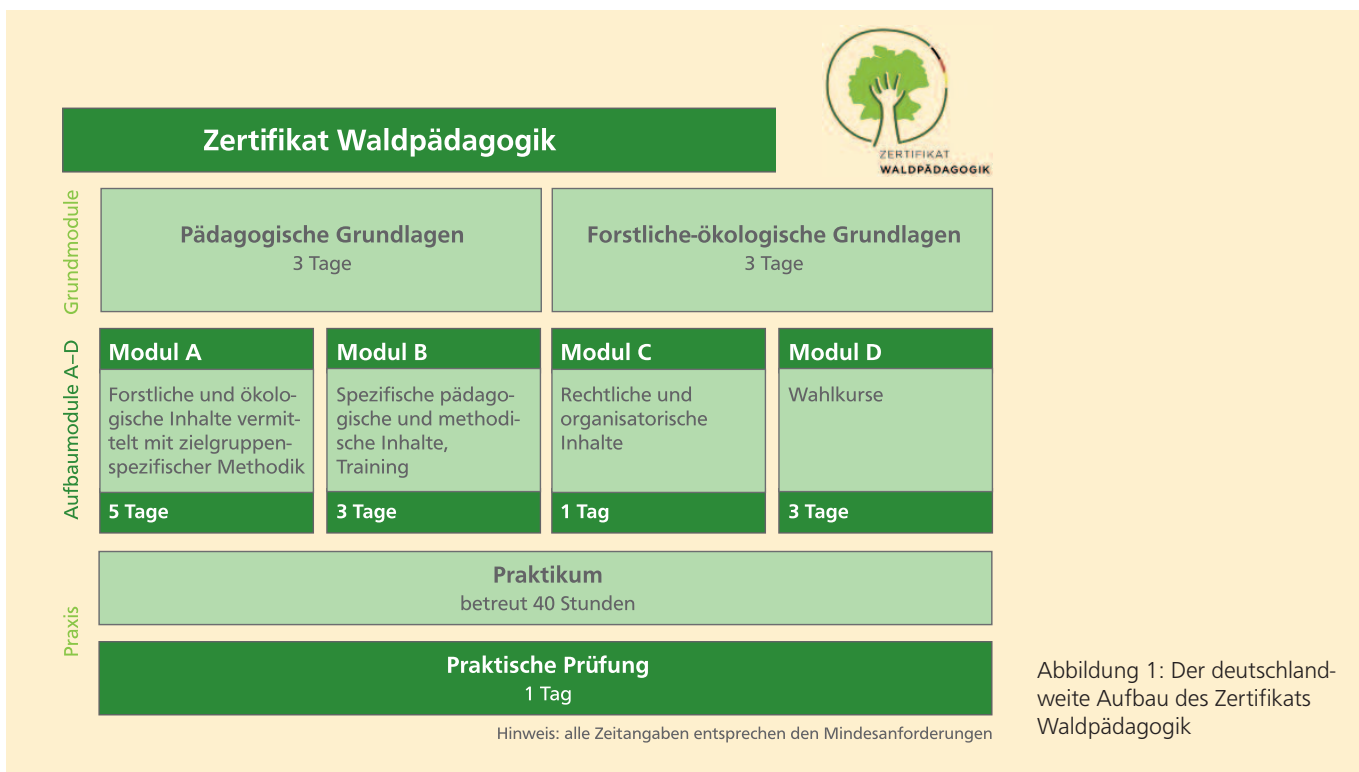 ZERTIFIKAT
WALDPÄDAGOGIK
Zertifikat Waldpädagogik
Grundmodule
Pädagogische Grundlagen
3 Tage
Forstliche-ökologische Grundlagen
3 Tage
Aufbaumodule A–D
Modul A
Forstliche und ökolo-
gische Inhalte vermit-
telt mit zielgruppen-
spezifischer Methodik
5 Tage
Modul B
Spezifische pädago-
gische und methodi-
sche Inhalte,
Training
3 Tage
Modul C
Rechtliche und
organisatorische
Inhalte
1 Tag
Modul D
Wahlkurse
3 Tage
Praxis
Praktikum
betreut 40 Stunden
Praktische Prüfung
1 Tag
Hinweis: alle Zeitangaben entsprechen den Mindesanforderungen
Abbildung 1: Der deutschland-
weite Aufbau des Zertifikats
Waldpädagogik